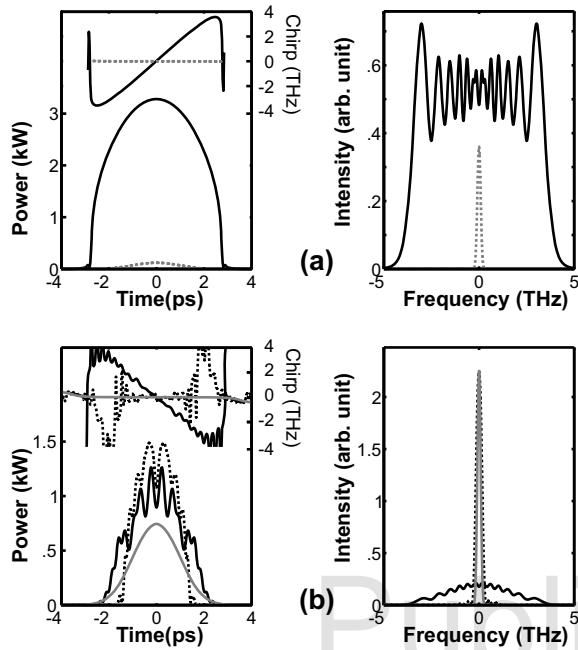 4
2
0
-2
-4
Chirp (THz)
3
2
1
0
Power (kW)
-4 -2 0 2 4
Time(ps)
(a)
.6
.4
.2
0
Intensity (arb. unit)
-5 0 5
Frequency (THz)
4
2
0
-2
-4
Chirp (THz)
1.5
1
.5
0
Power (kW)
-4 -2 0 2 4
Time(ps)
(b)
2
1.5
1
.5
0
Intensity (arb. unit)
-5 0 5
Frequency (THz)